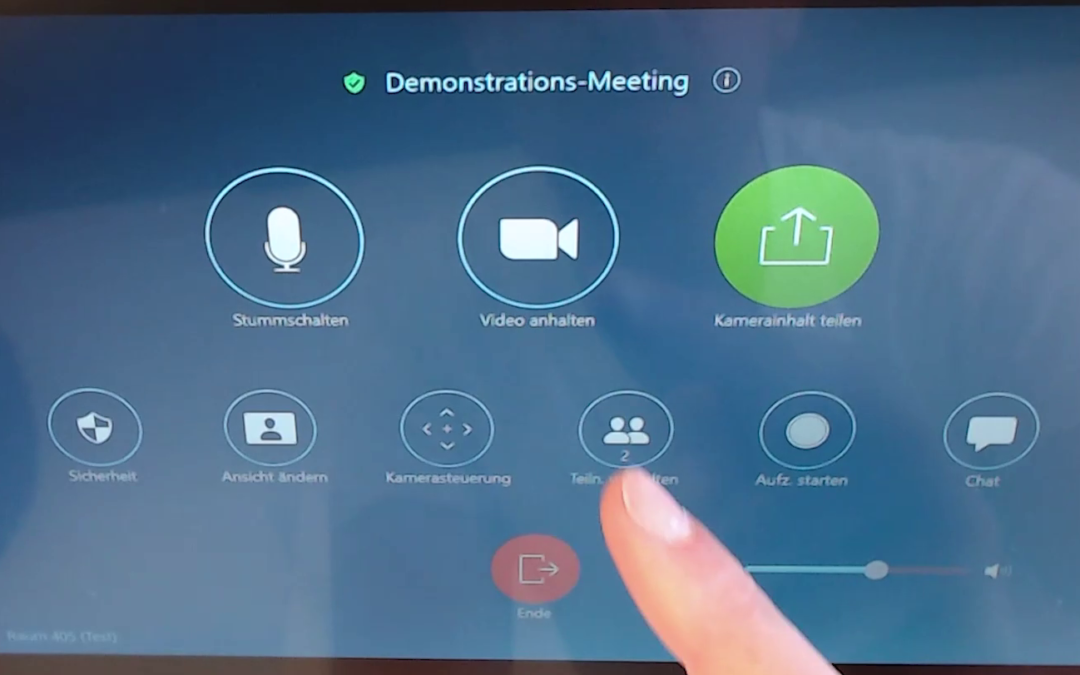 Demonstrations-Meeting
Stummschalten
Video anhalten
Kamerainhalt teilen
2
Sicherheit
Ansicht ändern
Kamerasteuerung
Teiln.
Aufz. starten
Chat
Ende
Raum 405 (Test)